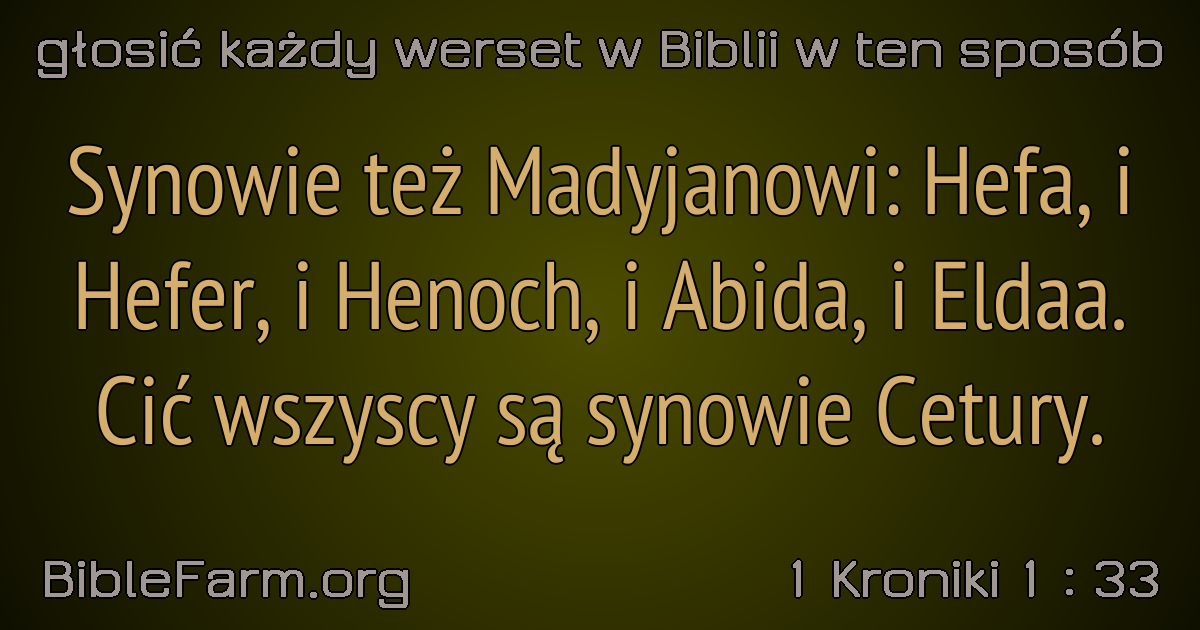 głosić każdy werset w Biblii w ten sposób
Synowie też Madyjanowi: Hefa, i
Hefer, i Henoch, i Abida, i Eldaa.
Cić wszyscy są synowie Cetury.
BibleFarm.org
1 Kroniki 1 : 33